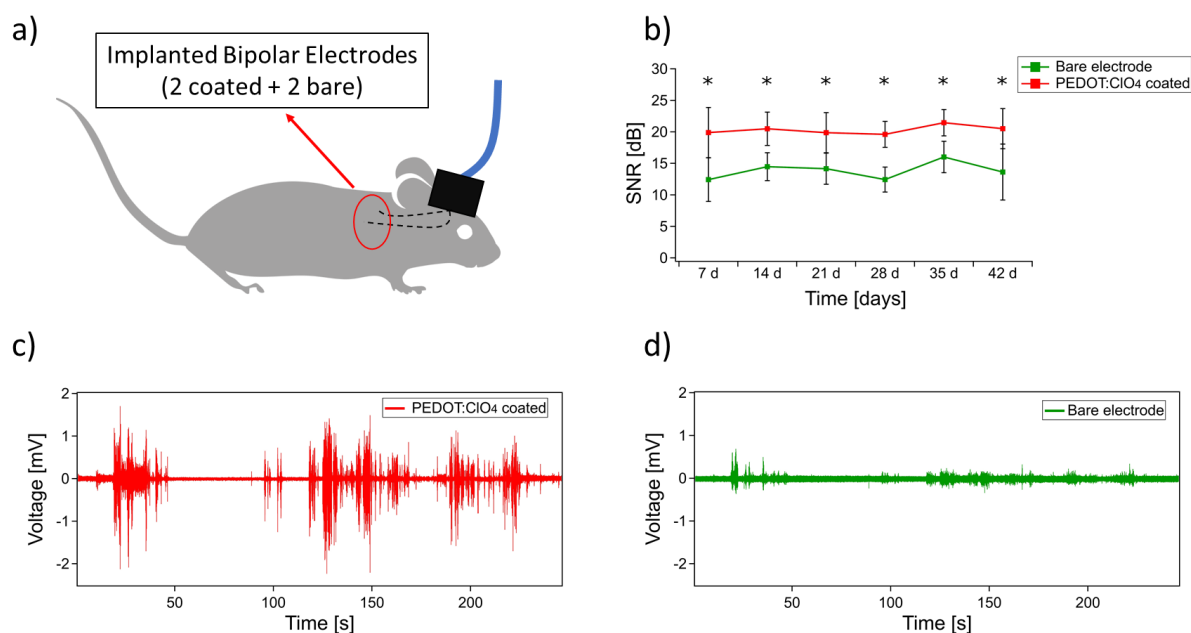 a)
Implanted Bipolar Electrodes
(2 coated + 2 bare)
b)
Bare electrode
PEDOT:ClO4 coated
30
25
20
15
10
5
0
SNR [dB]
* * * * * *
7 d 14 d 21 d 28 d 35 d 42 d
Time [days]
c)
PEDOT:ClO4 coated
2
1
0
-1
-2
Voltage [mV]
50 100 150 200
Time [s]
d)
Bare electrode
2
1
0
-1
-2
Voltage [mV]
50 100 150 200
Time [s]